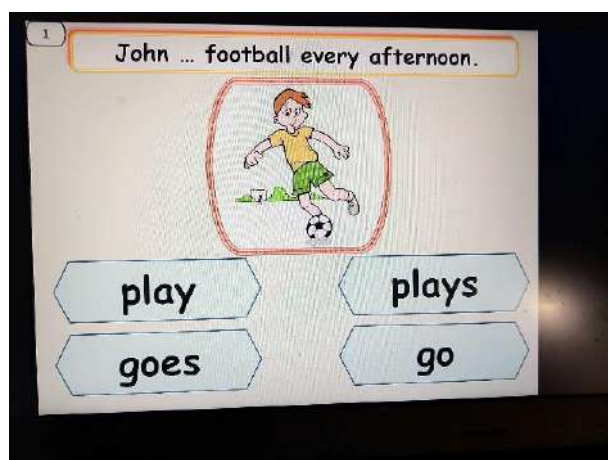 1
John ... football every afternoon.
play
plays
goes
go